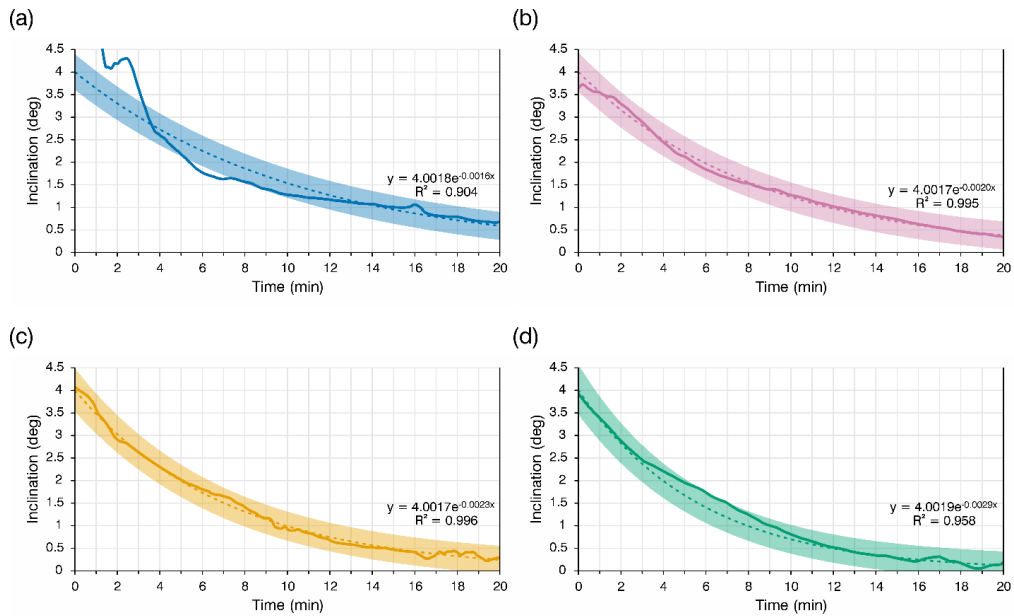 (a)
4.5
4
3.5
3
2.5
2
1.5
1
0.5
0
Inclination (deg)
y = 4.0018e^-0.0016x
R² = 0.904
0 2 4 6 8 10 12 14 16 18 20
Time (min)
(b)
4.5
4
3.5
3
2.5
2
1.5
1
0.5
0
Inclination (deg)
y = 4.0017e^-0.0020x
R² = 0.995
0 2 4 6 8 10 12 14 16 18 20
Time (min)
(c)
4.5
4
3.5
3
2.5
2
1.5
1
0.5
0
Inclination (deg)
y = 4.0017e^-0.0023x
R² = 0.996
0 2 4 6 8 10 12 14 16 18 20
Time (min)
(d)
4.5
4
3.5
3
2.5
2
1.5
1
0.5
0
Inclination (deg)
y = 4.0019e^-0.0029x
R² = 0.958
0 2 4 6 8 10 12 14 16 18 20
Time (min)